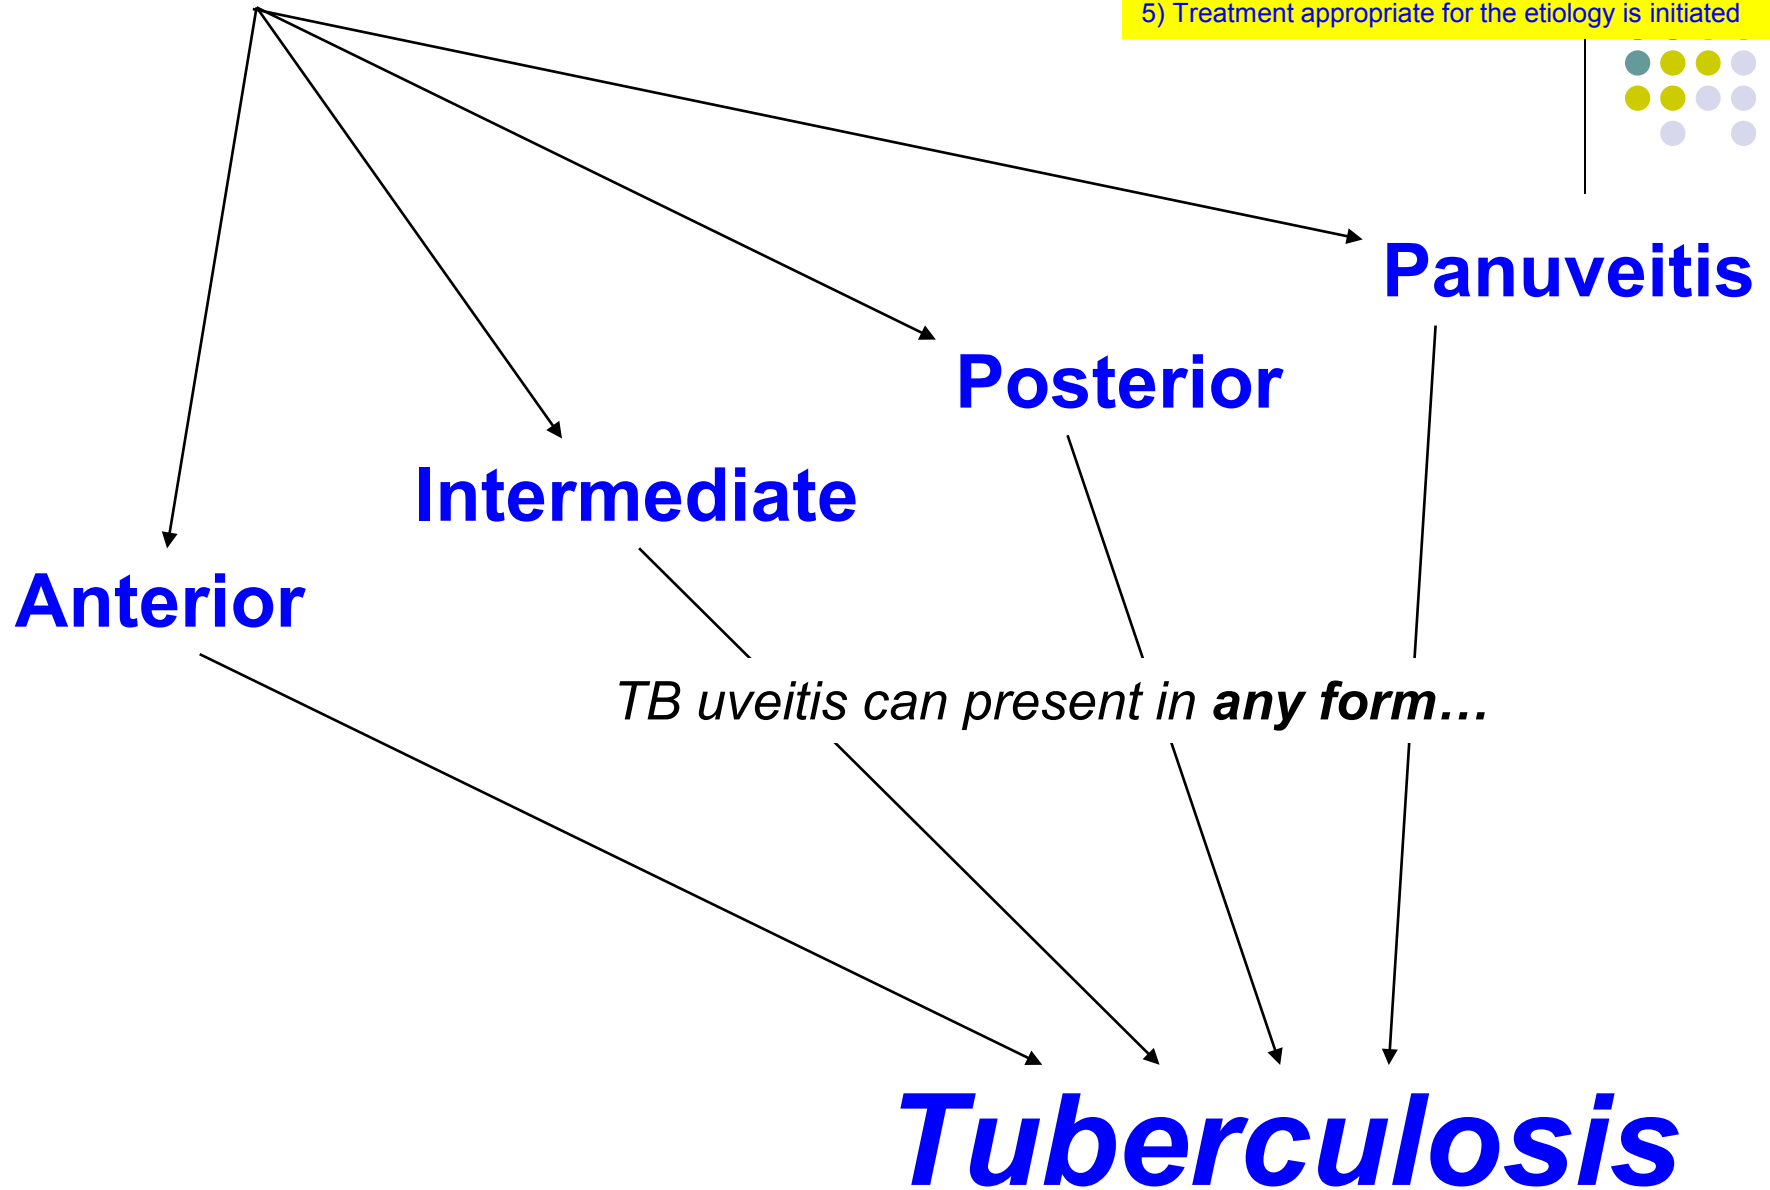 5) Treatment appropriate for the etiology is initiated
Panuveitis
Posterior
Intermediate
Anterior
TB uveitis can present in any form…
Tuberculosis